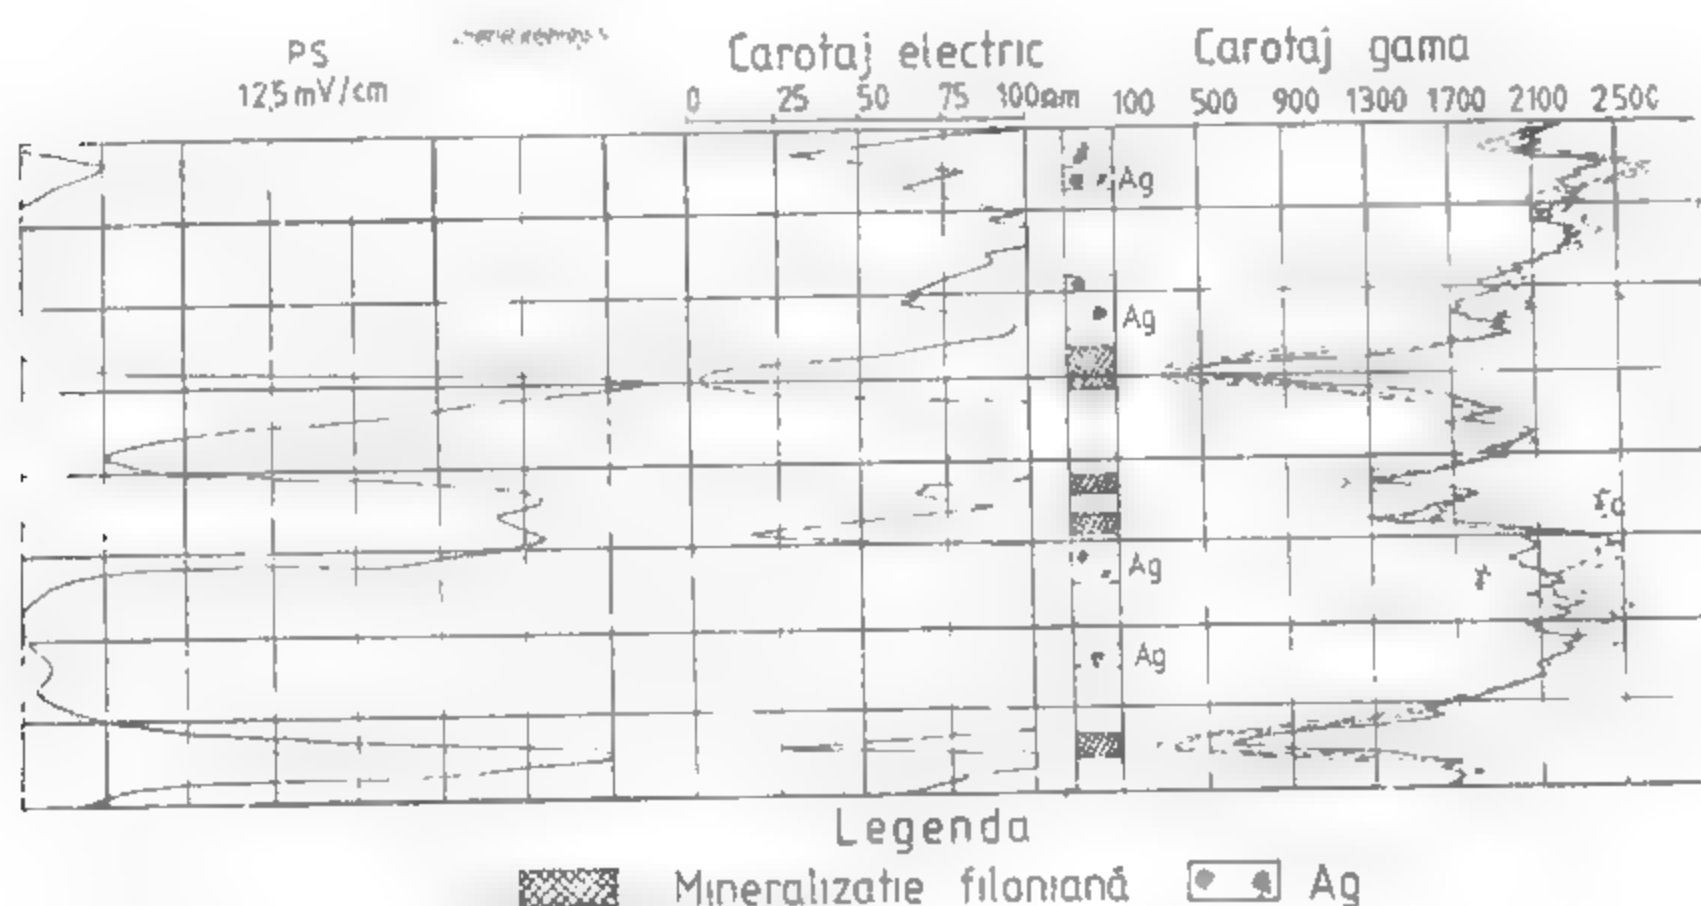 PS
12,5 mV/cm
Carotaj electric
Carotaj gama
0 25 50 75 100Ωm 100 500 900 1300 1700 2100 2500
Ag
Ag
Ag
Ag
Legenda
Mineralizatie filoniană
Ag